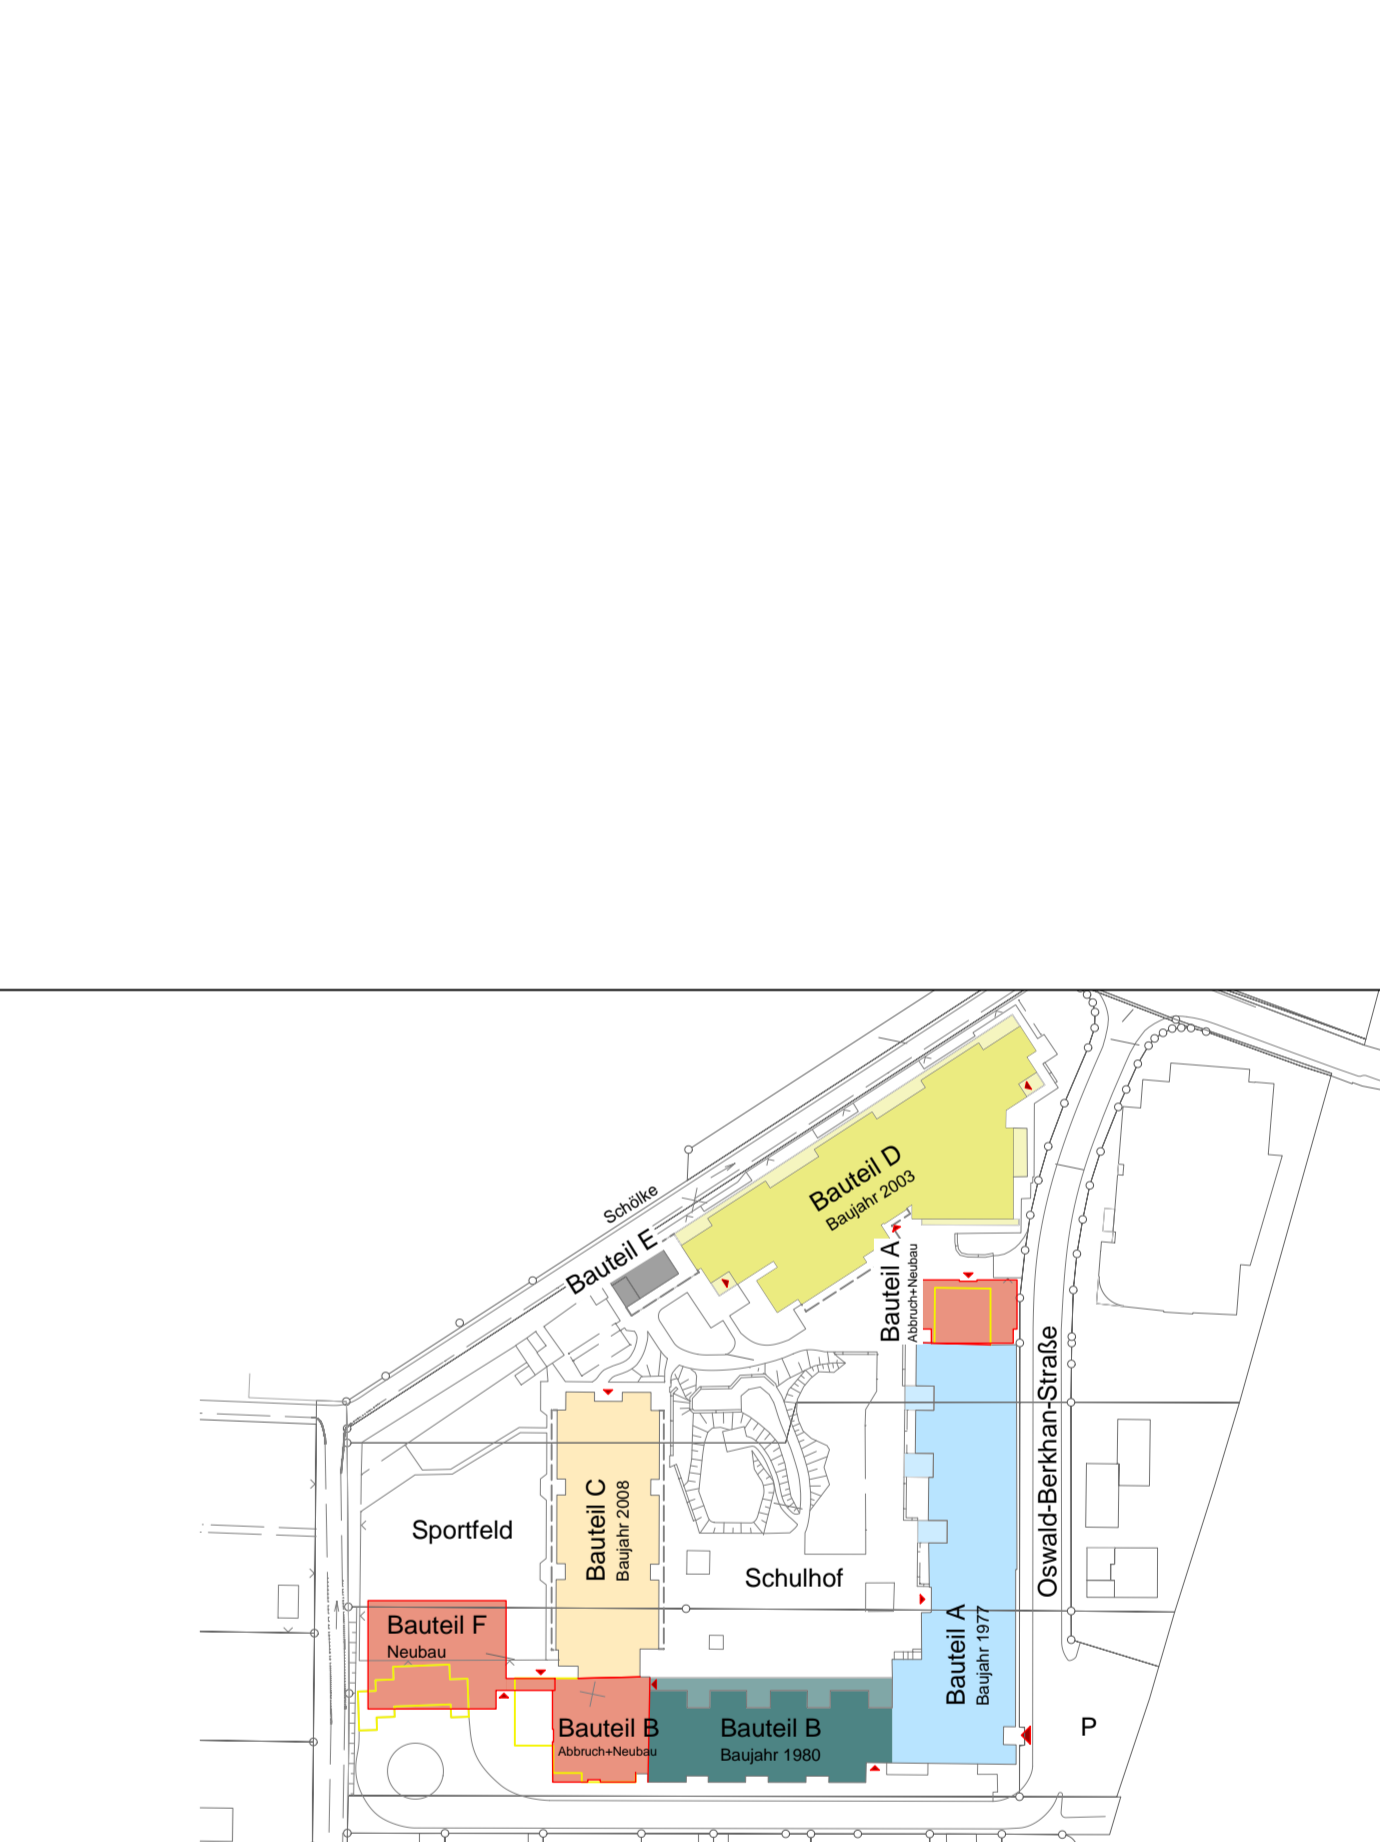 Bauteil D
Baujahr 2003
Schölke
Bauteil E
Bauteil A
Abbruch+Neubau
Oswald-Berkhan-Straße
Bauteil C
Baujahr 2008
Sportfeld
Schulhof
Bauteil F
Neubau
Bauteil A
Baujahr 1977
Bauteil B
Abbruch+Neubau
Bauteil B
Baujahr 1980
P